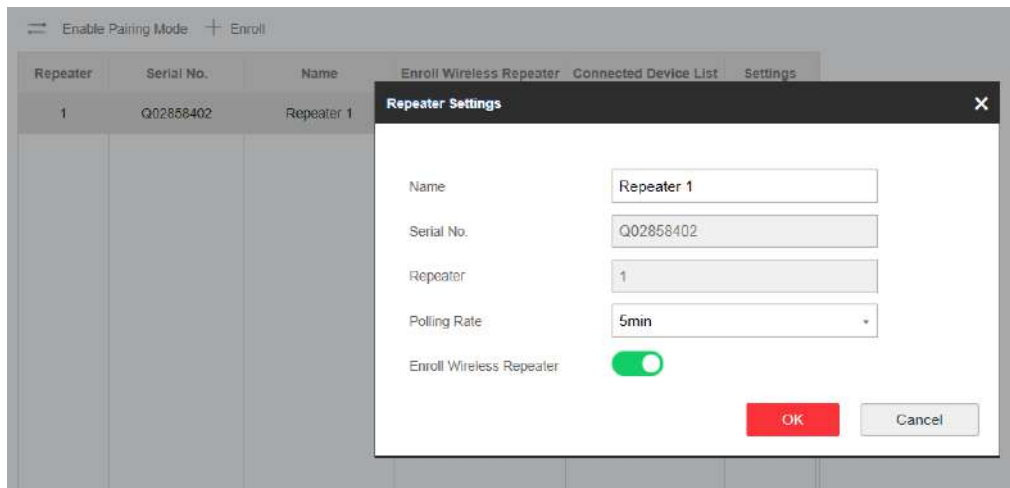 Enable Pairing Mode Enroll
Repeater Serial No. Name Enroll Wireless Repeater Connected Device List Settings
1 Q02858402 Repeater 1
Repeater Settings
Name Repeater 1
Serial No. Q02858402
Repeater 1
Polling Rate 5min
Enroll Wireless Repeater
OK Cancel